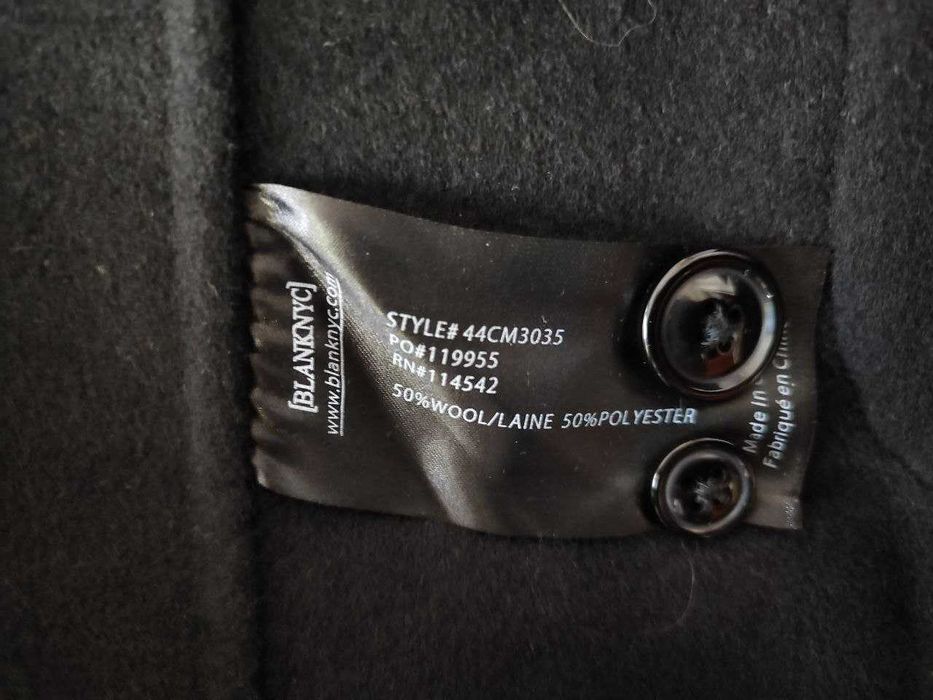 [BLANKNYC]
www.blanknyc.com
STYLE# 44CM3035
PO#119955
RN#114542
50%WOOL/LAINE 50%POLYESTER
Made In
Fabriqué en